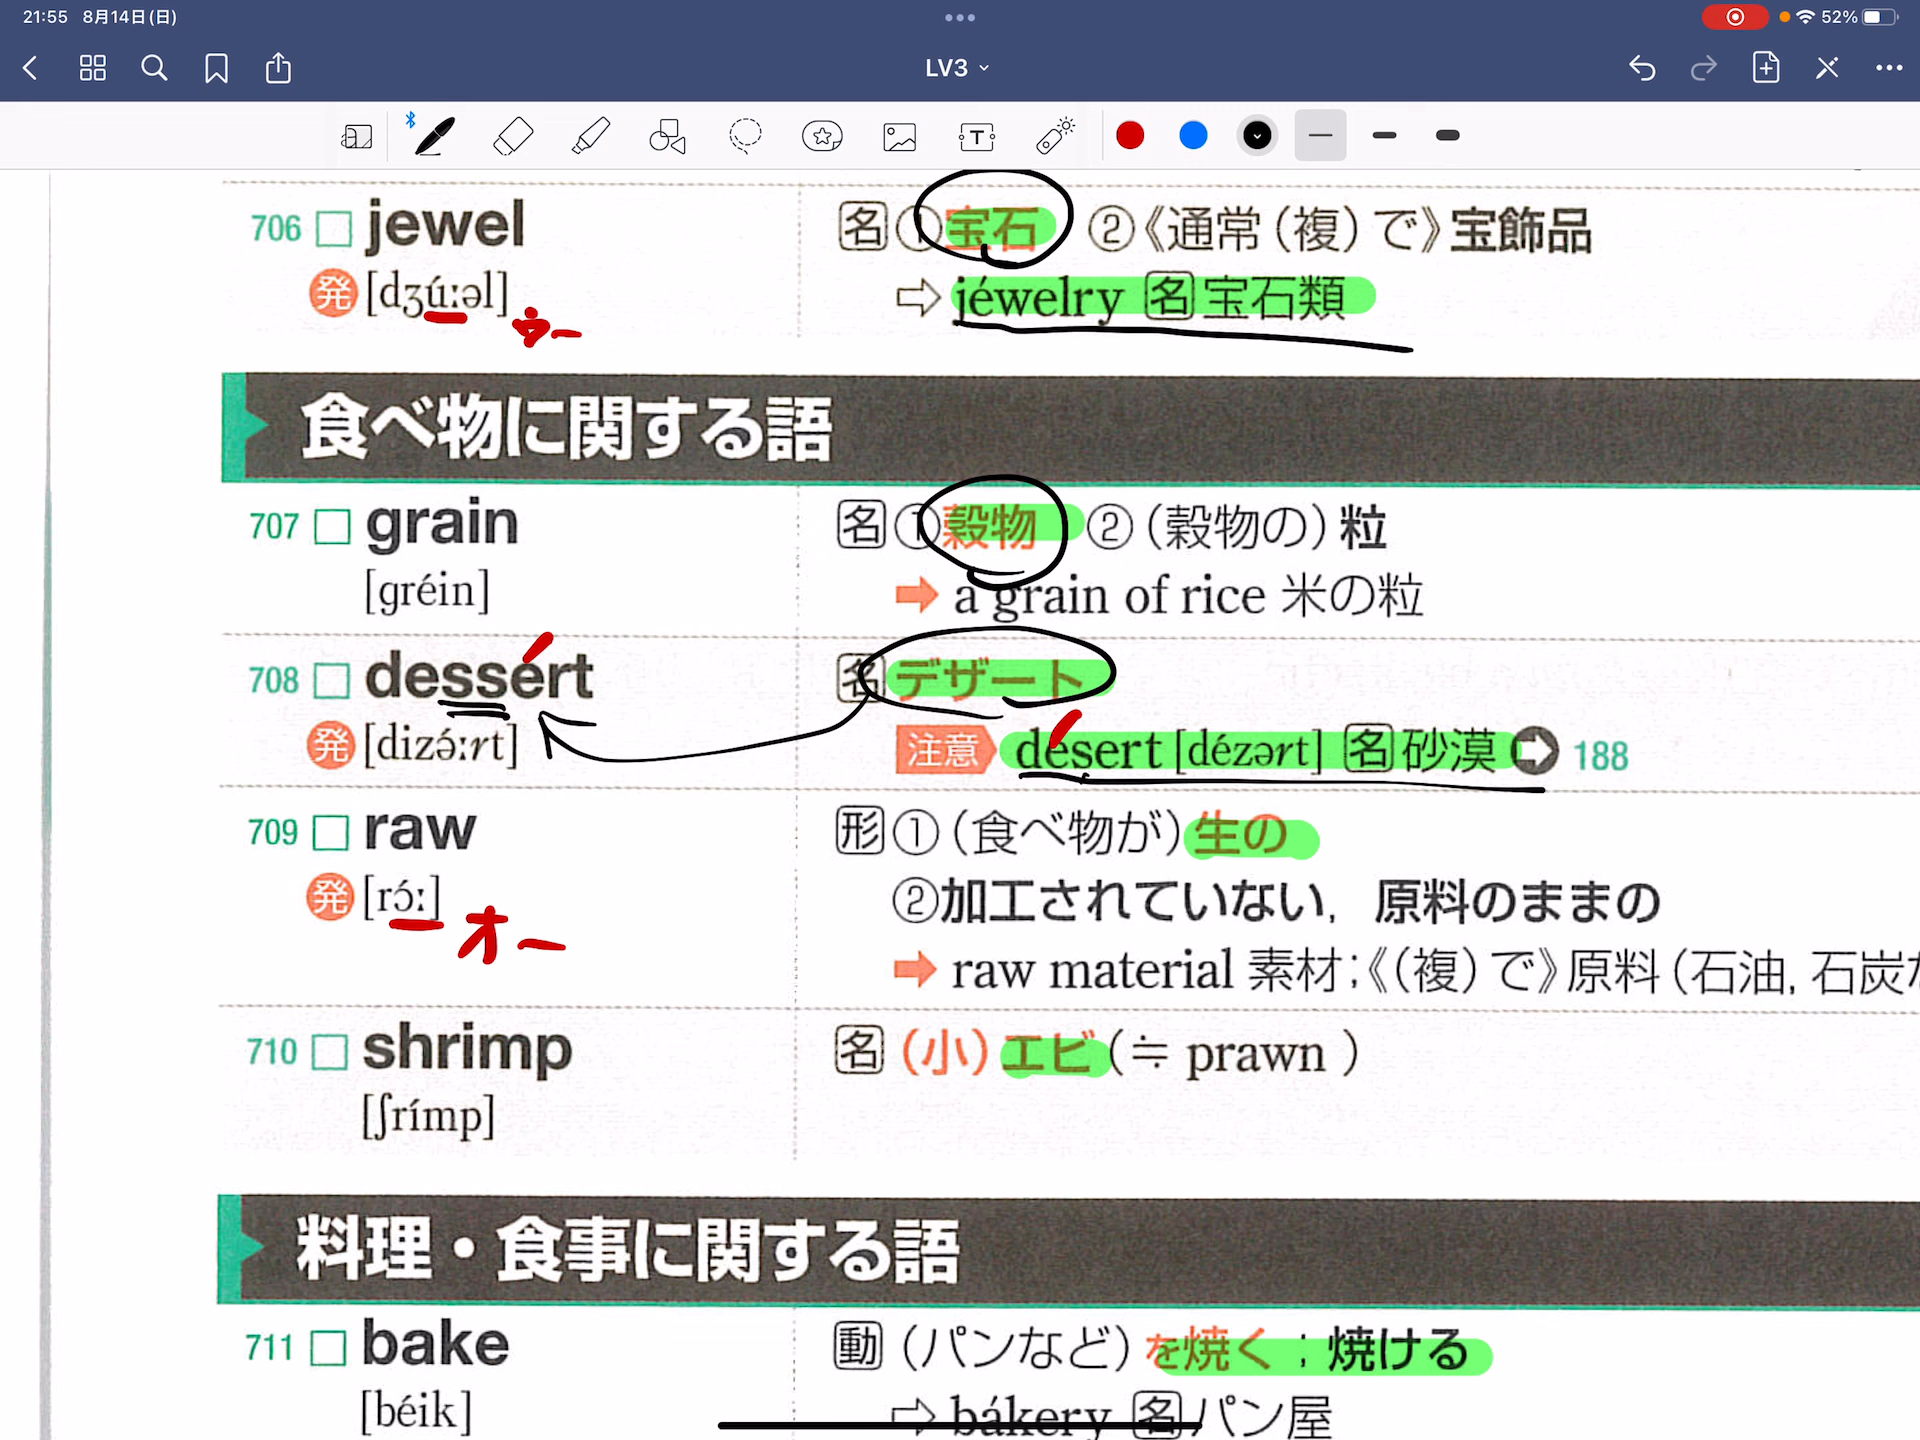 21:55 8月14日(日)
52%
LV3
706 jewel 名①宝石 ②《通常(複)で》宝飾品
発[dʒúːəl] ウー ⇨jéwelry 名宝石類
食べ物に関する語
707 grain 名①穀物 ②(穀物の)粒
[gréin] a grain of rice 米の粒
708 dessert 名デザート
発[dizə́ːrt] 注意 desert [dézərt] 名砂漠 188
709 raw 形①(食べ物が)生の
発[rɔ́ː] オー ②加工されていない,原料のままの
raw material 素材;《(複)で》原料(石油,石炭
710 shrimp 名(小)エビ(≒ prawn )
[ʃrímp]
料理・食事に関する語
711 bake 動(パンなど)を焼く;焼ける
[béik] ⇨ bákery 名パン屋